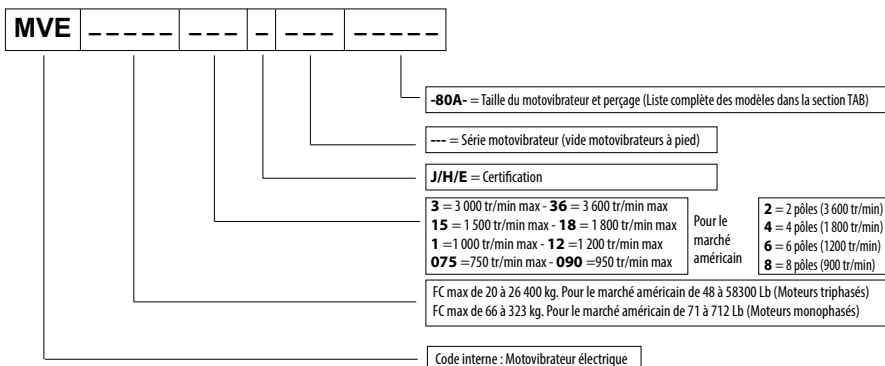 MVE _ _ _ _ _ _ _ _ _ _ _ _ _ _ _ _ _
-80A- = Taille du motovibrateur et perçage (Liste complète des modèles dans la section TAB)
--- = Série motovibrateur (vide motovibrateurs à pied)
J/H/E = Certification
3 = 3 000 tr/min max - 36 = 3 600 tr/min max
15 = 1 500 tr/min max - 18 = 1 800 tr/min max
1 =1 000 tr/min max - 12 =1 200 tr/min max
075 =750 tr/min max - 090 =950 tr/min max
Pour le
marché
américain
2 = 2 pôles (3 600 tr/min)
4 = 4 pôles (1 800 tr/min)
6 = 6 pôles (1200 tr/min)
8 = 8 pôles (900 tr/min)
FC max de 20 à 26 400 kg. Pour le marché américain de 48 à 58300 Lb (Moteurs triphasés)
FC max de 66 à 323 kg. Pour le marché américain de 71 à 712 Lb (Moteurs monophasés)
Code interne : Motovibrateur électrique